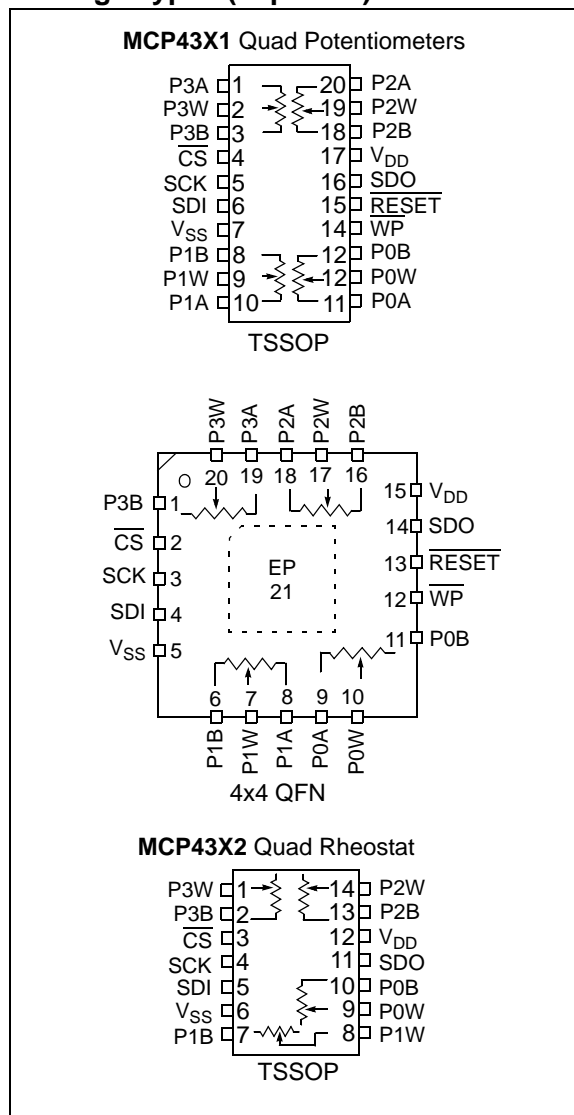 MCP43X1 Quad Potentiometers
P3A 1 20 P2A
P3W 2 19 P2W
P3B 3 18 P2B
CS 4 17 VDD
SCK 5 16 SDO
SDI 6 15 RESET
VSS 7 14 WP
P1B 8 12 P0B
P1W 9 12 P0W
P1A 10 11 P0A
TSSOP
P3W P3A P2A P2W P2B
20 19 18 17 16
P3B 1 15 VDD
CS 2 14 SDO
SCK 3 EP 13 RESET
SDI 4 21 12 WP
VSS 5 11 P0B
6 7 8 9 10
P1B P1W P1A P0A P0W
4x4 QFN
MCP43X2 Quad Rheostat
P3W 1 14 P2W
P3B 2 13 P2B
CS 3 12 VDD
SCK 4 11 SDO
SDI 5 10 P0B
VSS 6 9 P0W
P1B 7 8 P1W
TSSOP